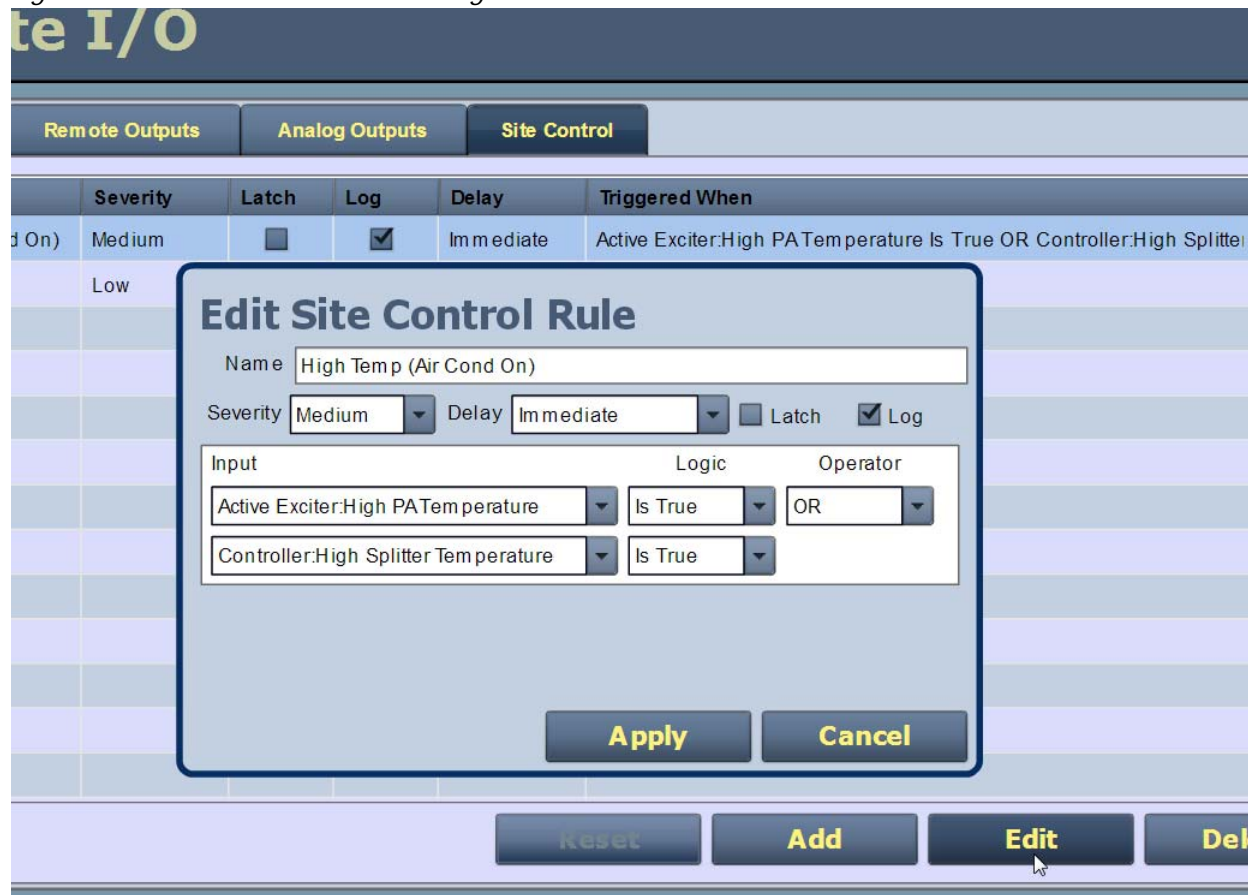 te I/O
Remote Outputs Analog Outputs Site Control
Severity Latch Log Delay Triggered When
d On) Medium Immediate Active Exciter:High PA Temperature Is True OR Controller:High Splitter
Low
Edit Site Control Rule
Name High Temp (Air Cond On)
Severity Medium Delay Immediate Latch Log
Input Logic Operator
Active Exciter:High PA Temperature Is True OR
Controller:High Splitter Temperature Is True
Apply Cancel
Reset Add Edit Del